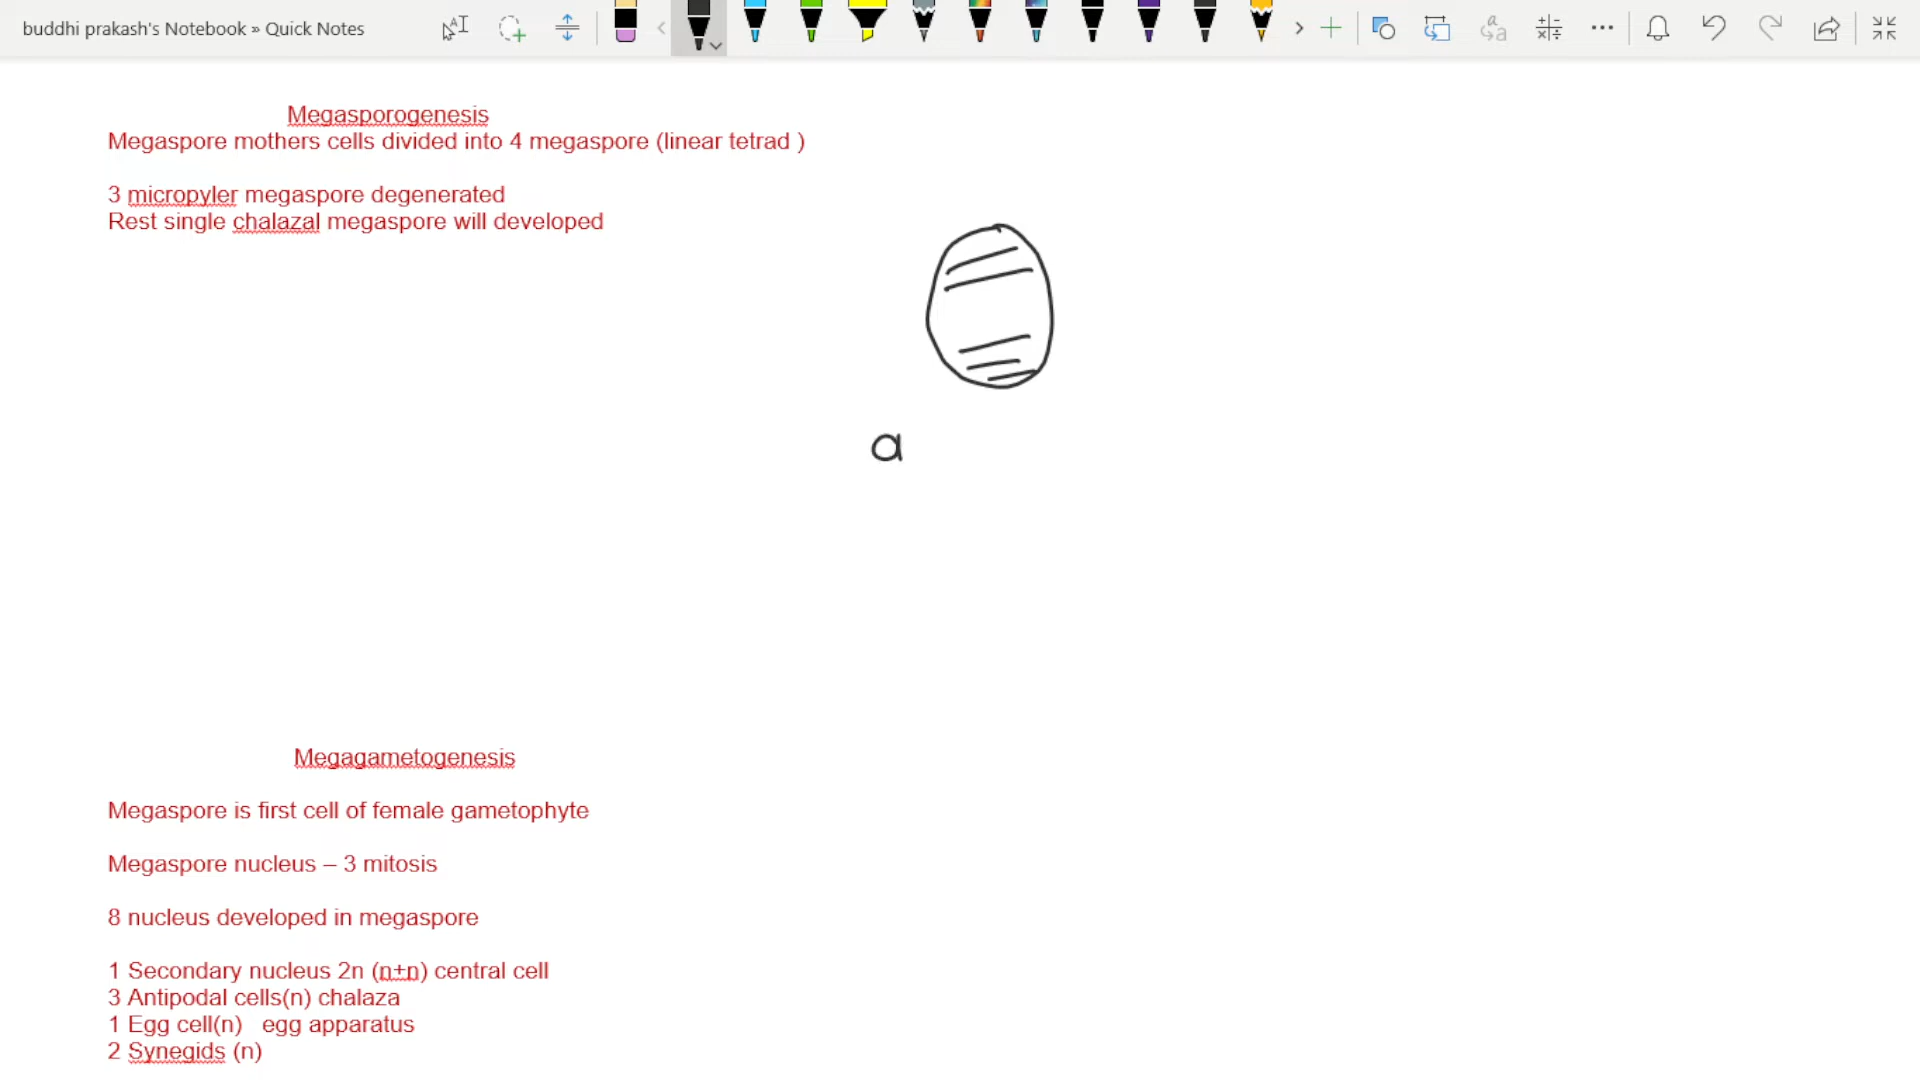 buddhi prakash's Notebook » Quick Notes
Megasporogenesis
Megaspore mothers cells divided into 4 megaspore (linear tetrad )
3 micropyler megaspore degenerated
Rest single chalazal megaspore will developed
a
Megagametogenesis
Megaspore is first cell of female gametophyte
Megaspore nucleus – 3 mitosis
8 nucleus developed in megaspore
1 Secondary nucleus 2n (n+n) central cell
3 Antipodal cells(n) chalaza
1 Egg cell(n)   egg apparatus
2 Synegids (n)